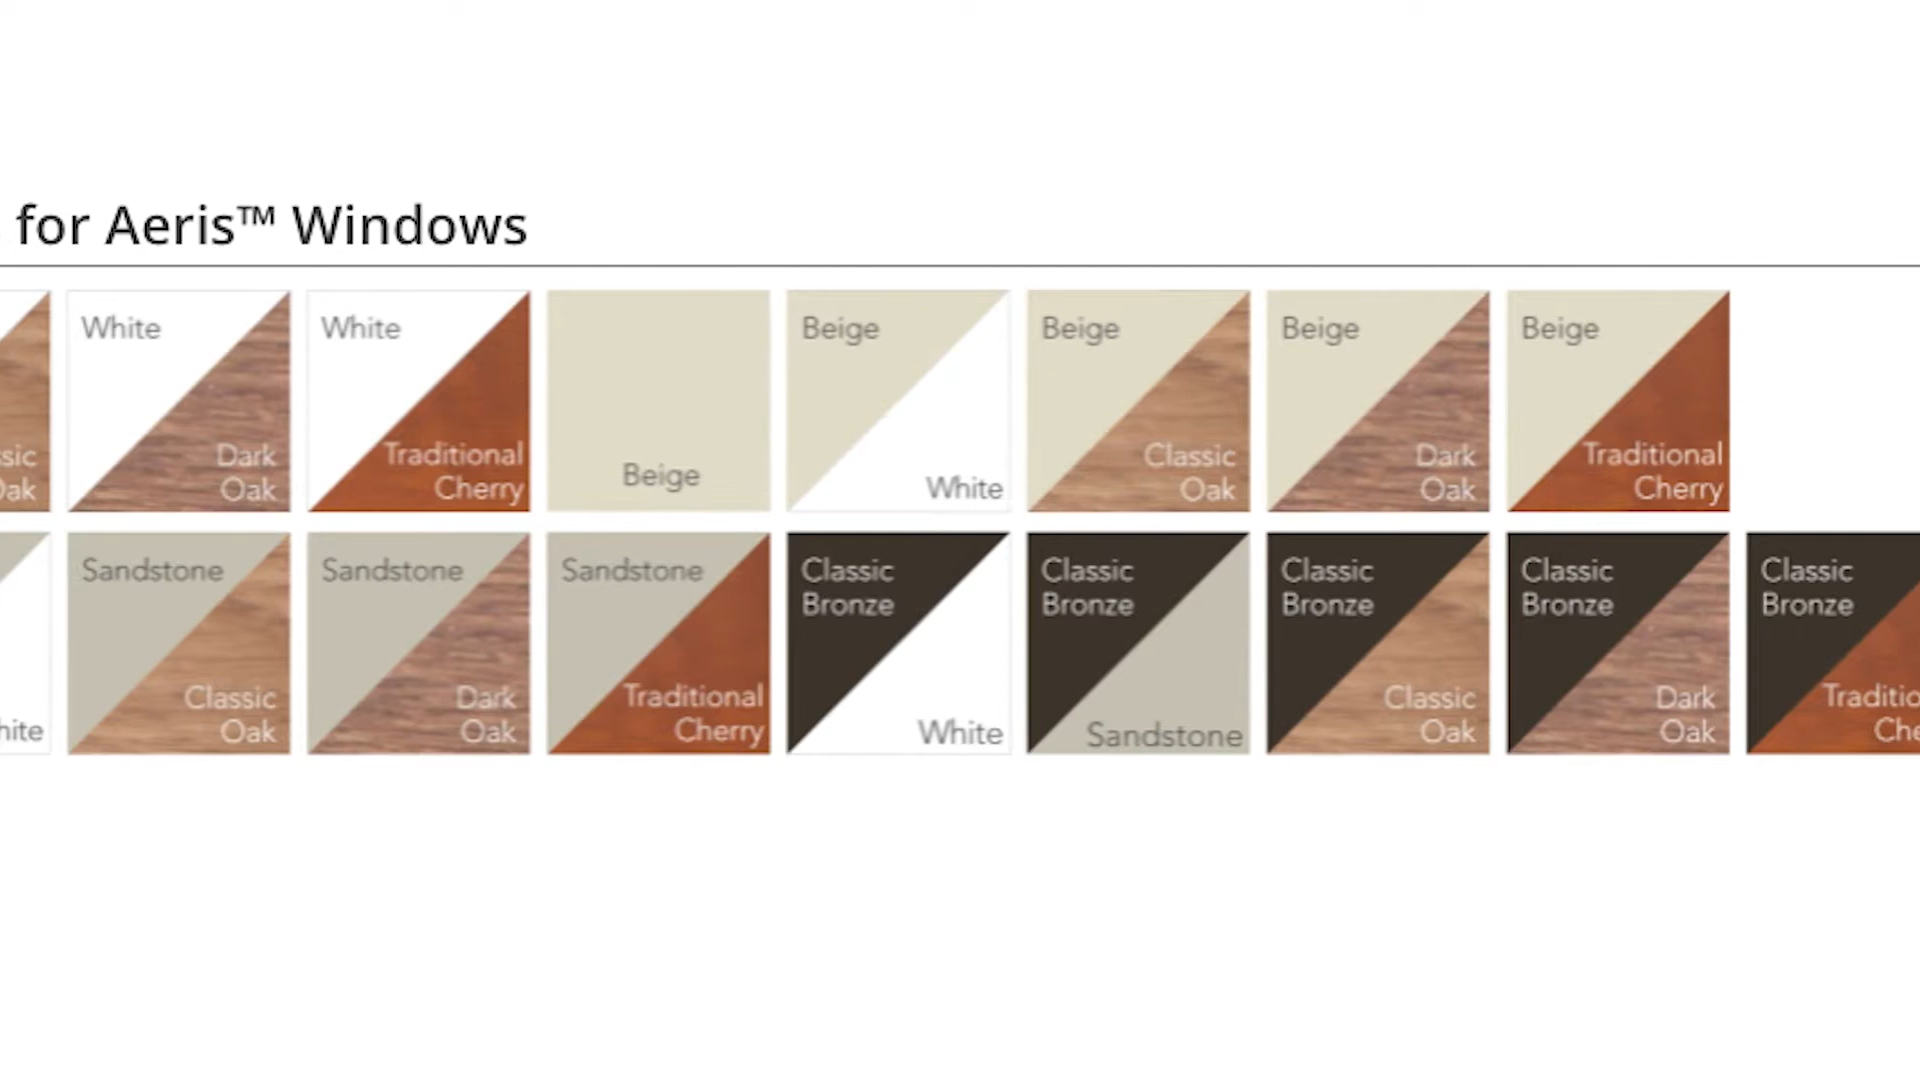 for Aeris™ Windows
White
Dark
Oak
White
Traditional
Cherry
Beige
Beige
White
Beige
Classic
Oak
Beige
Dark
Oak
Beige
Traditional
Cherry
Sandstone
Classic
Oak
Sandstone
Dark
Oak
Sandstone
Traditional
Cherry
Classic
Bronze
White
Classic
Bronze
Sandstone
Classic
Bronze
Classic
Oak
Classic
Bronze
Dark
Oak
Classic
Bronze